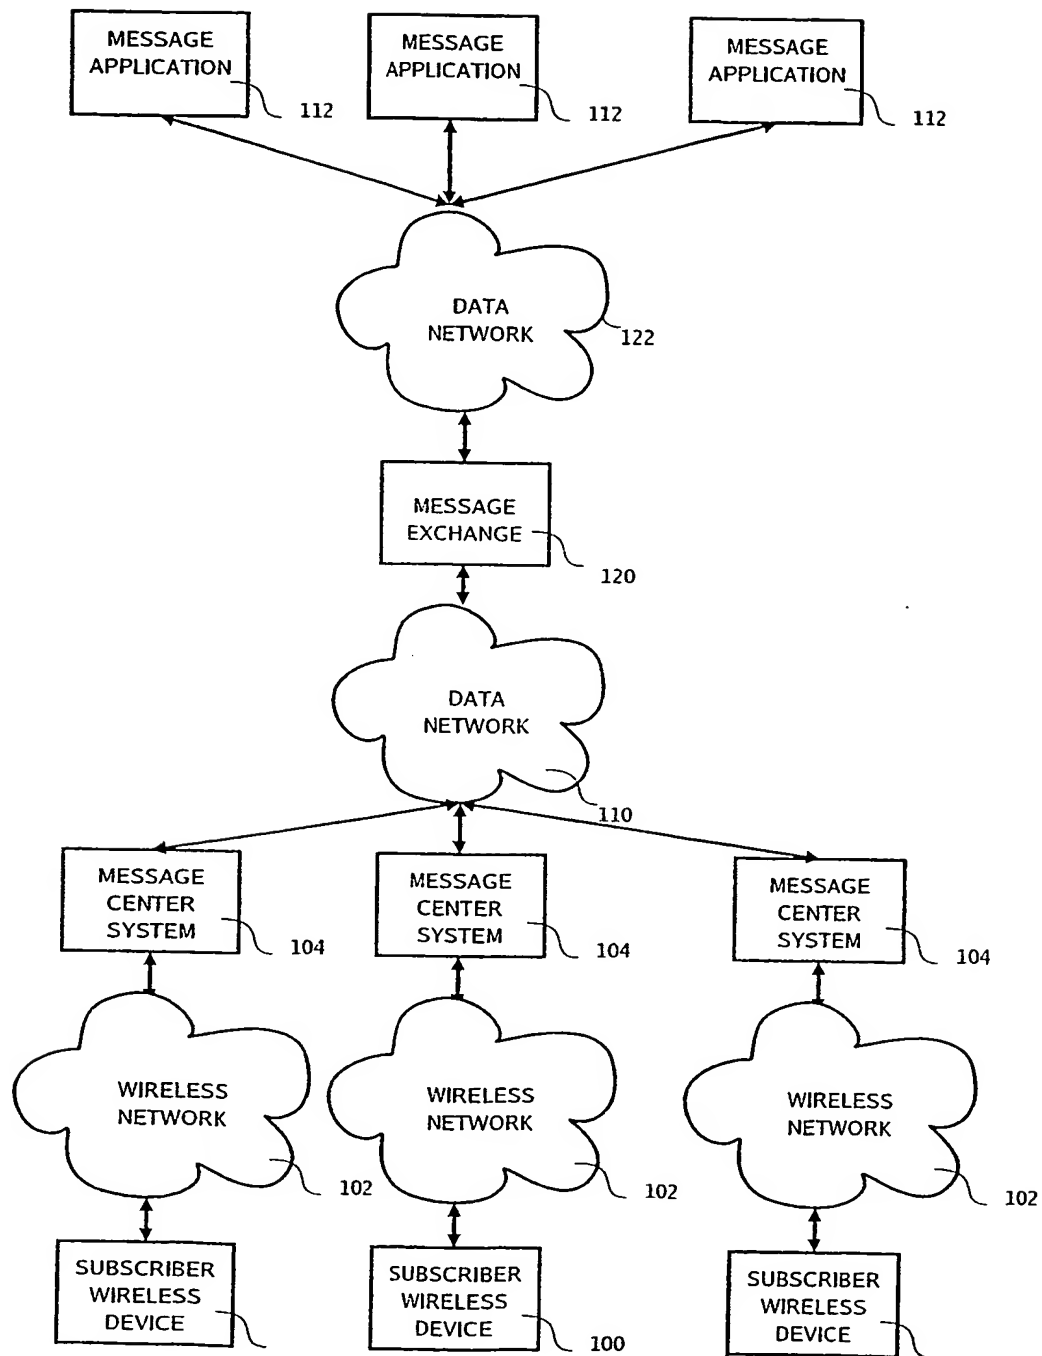 MESSAGE
APPLICATION
112
MESSAGE
APPLICATION
112
MESSAGE
APPLICATION
112
DATA
NETWORK
122
MESSAGE
EXCHANGE
120
DATA
NETWORK
110
MESSAGE
CENTER
SYSTEM
104
MESSAGE
CENTER
SYSTEM
104
MESSAGE
CENTER
SYSTEM
104
WIRELESS
NETWORK
102
WIRELESS
NETWORK
102
WIRELESS
NETWORK
102
SUBSCRIBER
WIRELESS
DEVICE
SUBSCRIBER
WIRELESS
DEVICE
100
SUBSCRIBER
WIRELESS
DEVICE